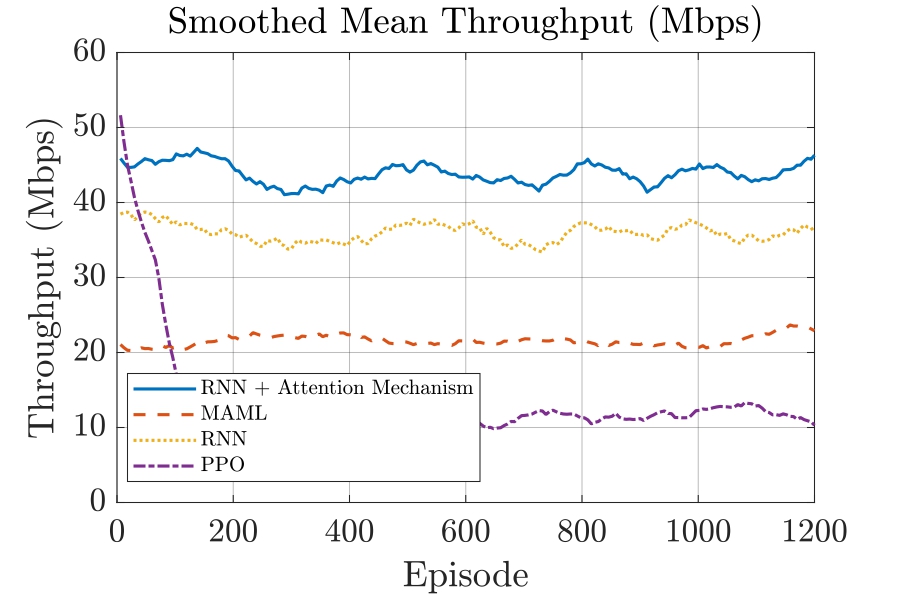 Smoothed Mean Throughput (Mbps)
Throughput (Mbps)
60
50
40
30
20
10
0
RNN + Attention Mechanism
MAML
RNN
PPO
0 200 400 600 800 1000 1200
Episode